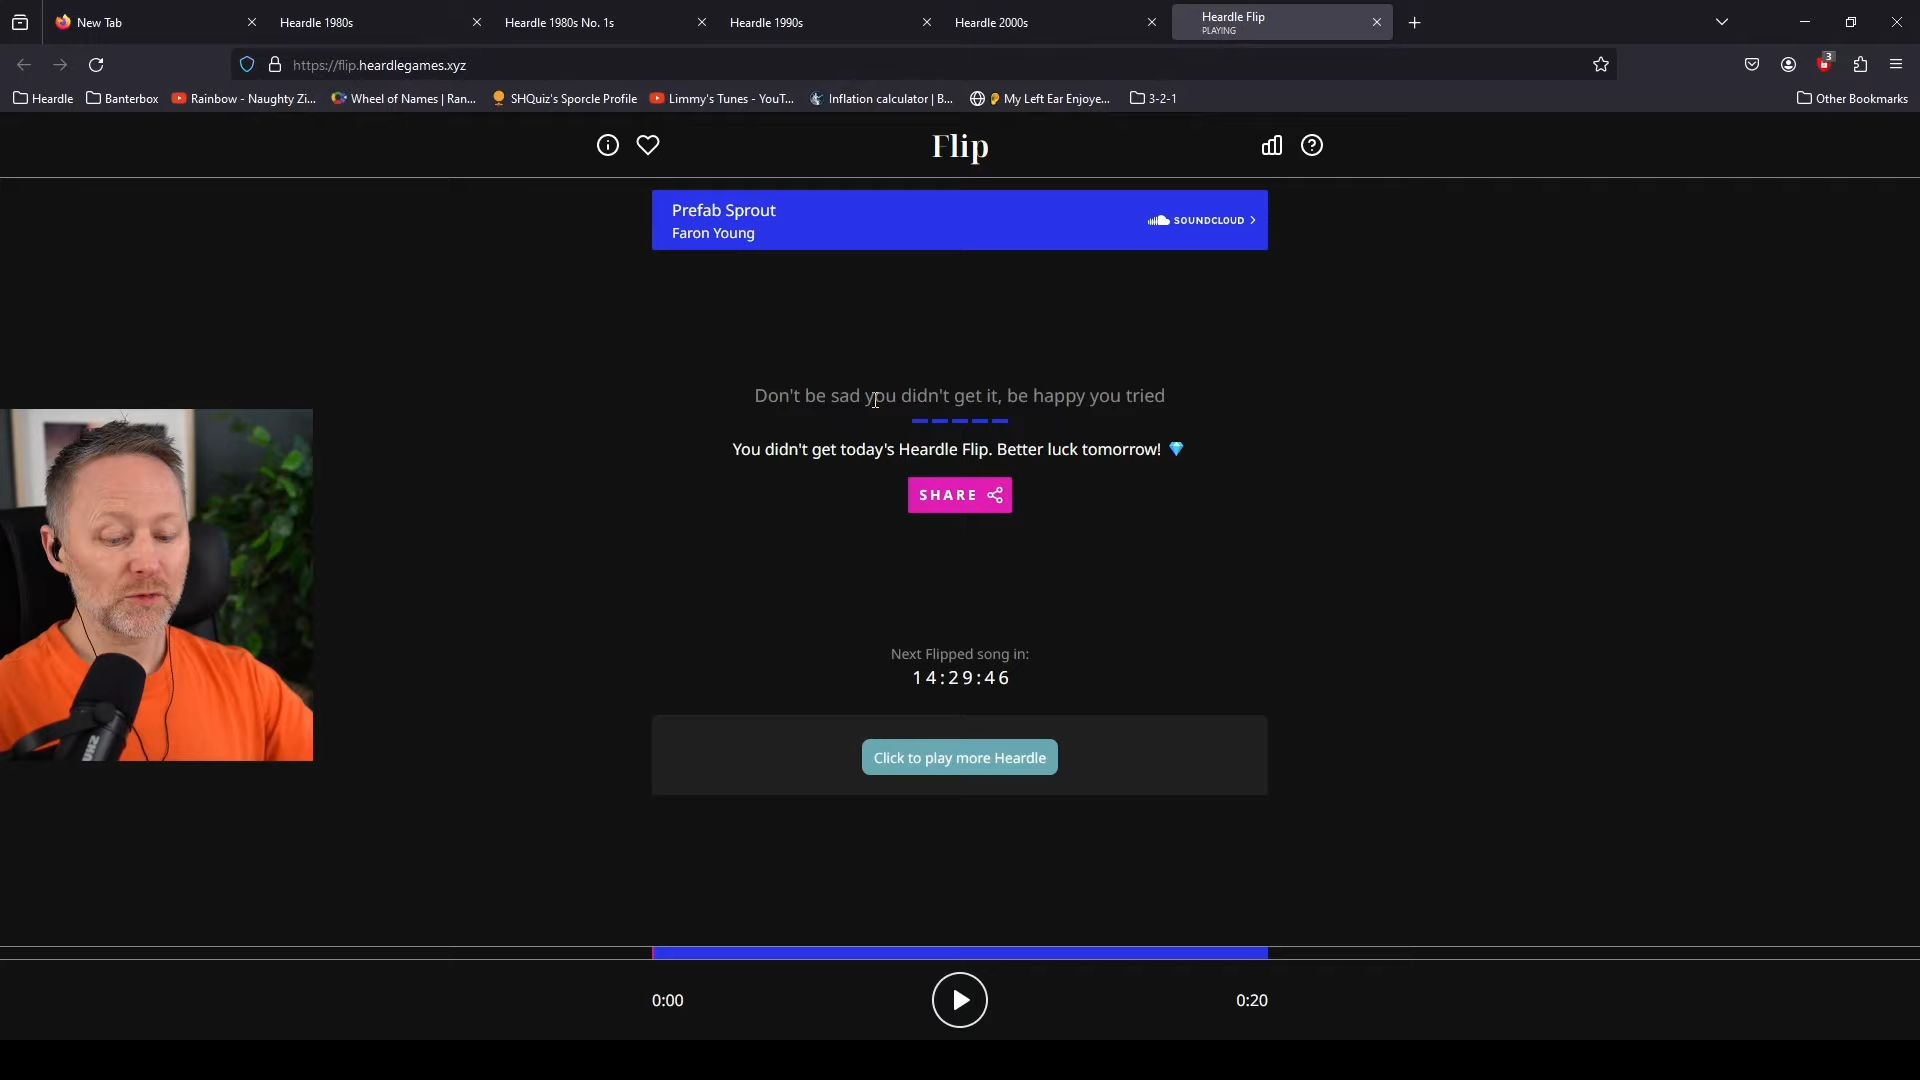 New Tab
Heardle 1980s
Heardle 1980s No. 1s
Heardle 1990s
Heardle 2000s
Heardle Flip
PLAYING
https://flip.heardlegames.xyz
3
Heardle
Banterbox
Rainbow - Naughty Zi...
Wheel of Names | Ran...
SHQuiz's Sporcle Profile
Limmy's Tunes - YouT...
Inflation calculator | B...
My Left Ear Enjoye...
3-2-1
Other Bookmarks
Flip
Prefab Sprout
Faron Young
SOUNDCLOUD
Don't be sad you didn't get it, be happy you tried
You didn't get today's Heardle Flip. Better luck tomorrow! 💎
SHARE
Next Flipped song in:
14:29:46
Click to play more Heardle
0:00
0:20
SHURE